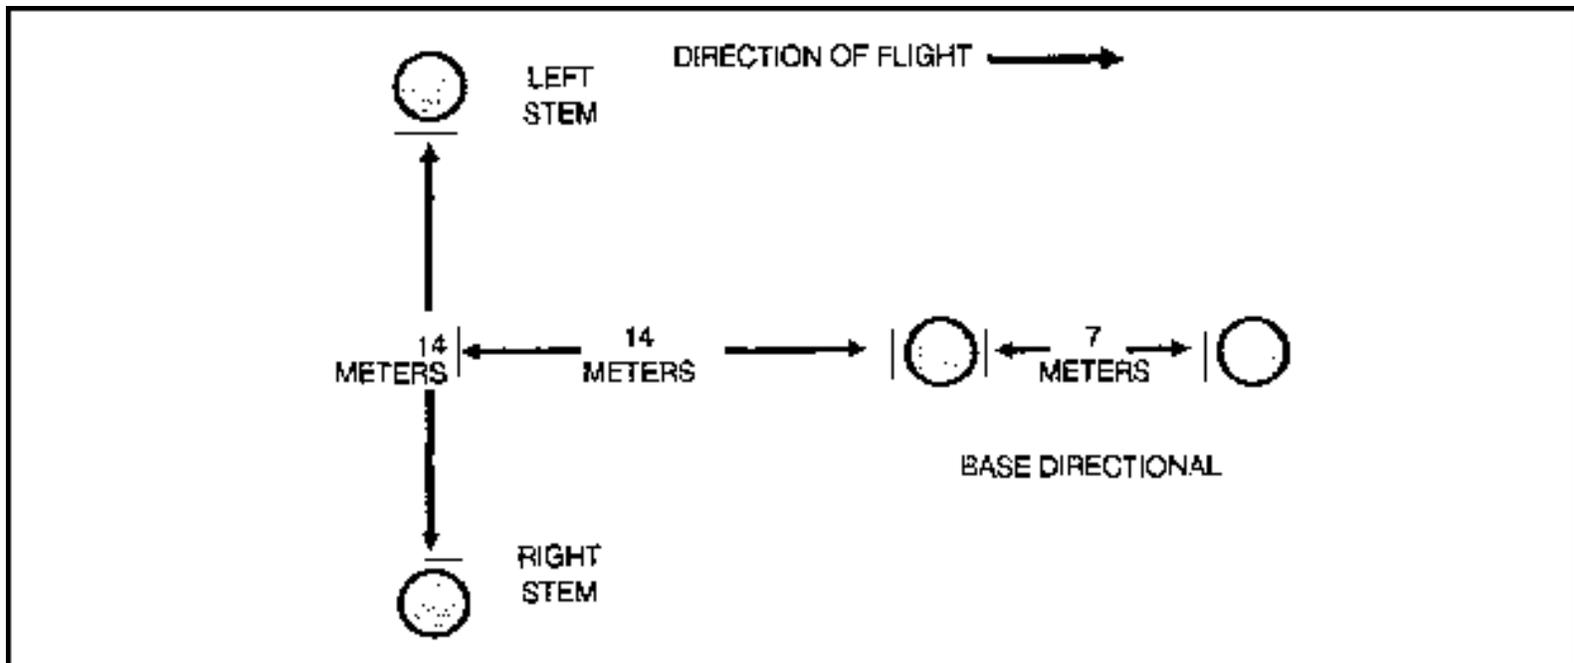 DIRECTION OF FLIGHT
LEFT
STEM
14
METERS
14
METERS
7
METERS
BASE DIRECTIONAL
RIGHT
STEM